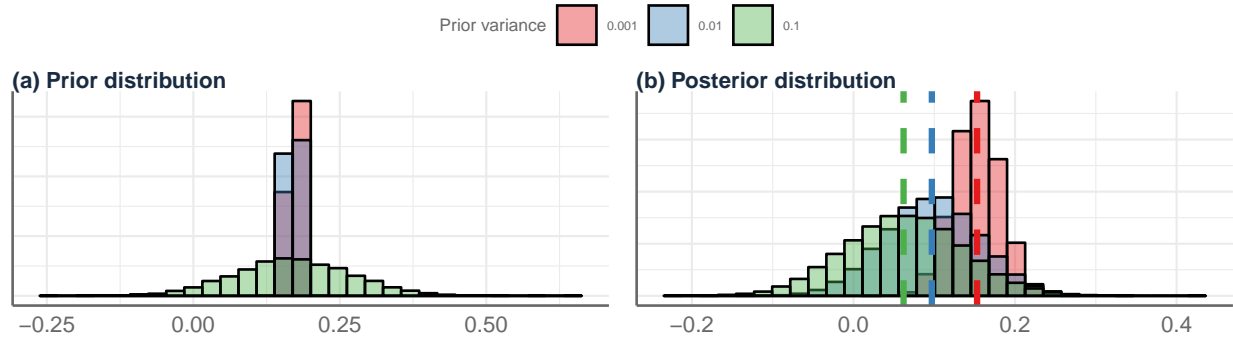 Prior variance 0.001 0.01 0.1
(a) Prior distribution
(b) Posterior distribution
−0.25 0.00 0.25 0.50
−0.2 0.0 0.2 0.4